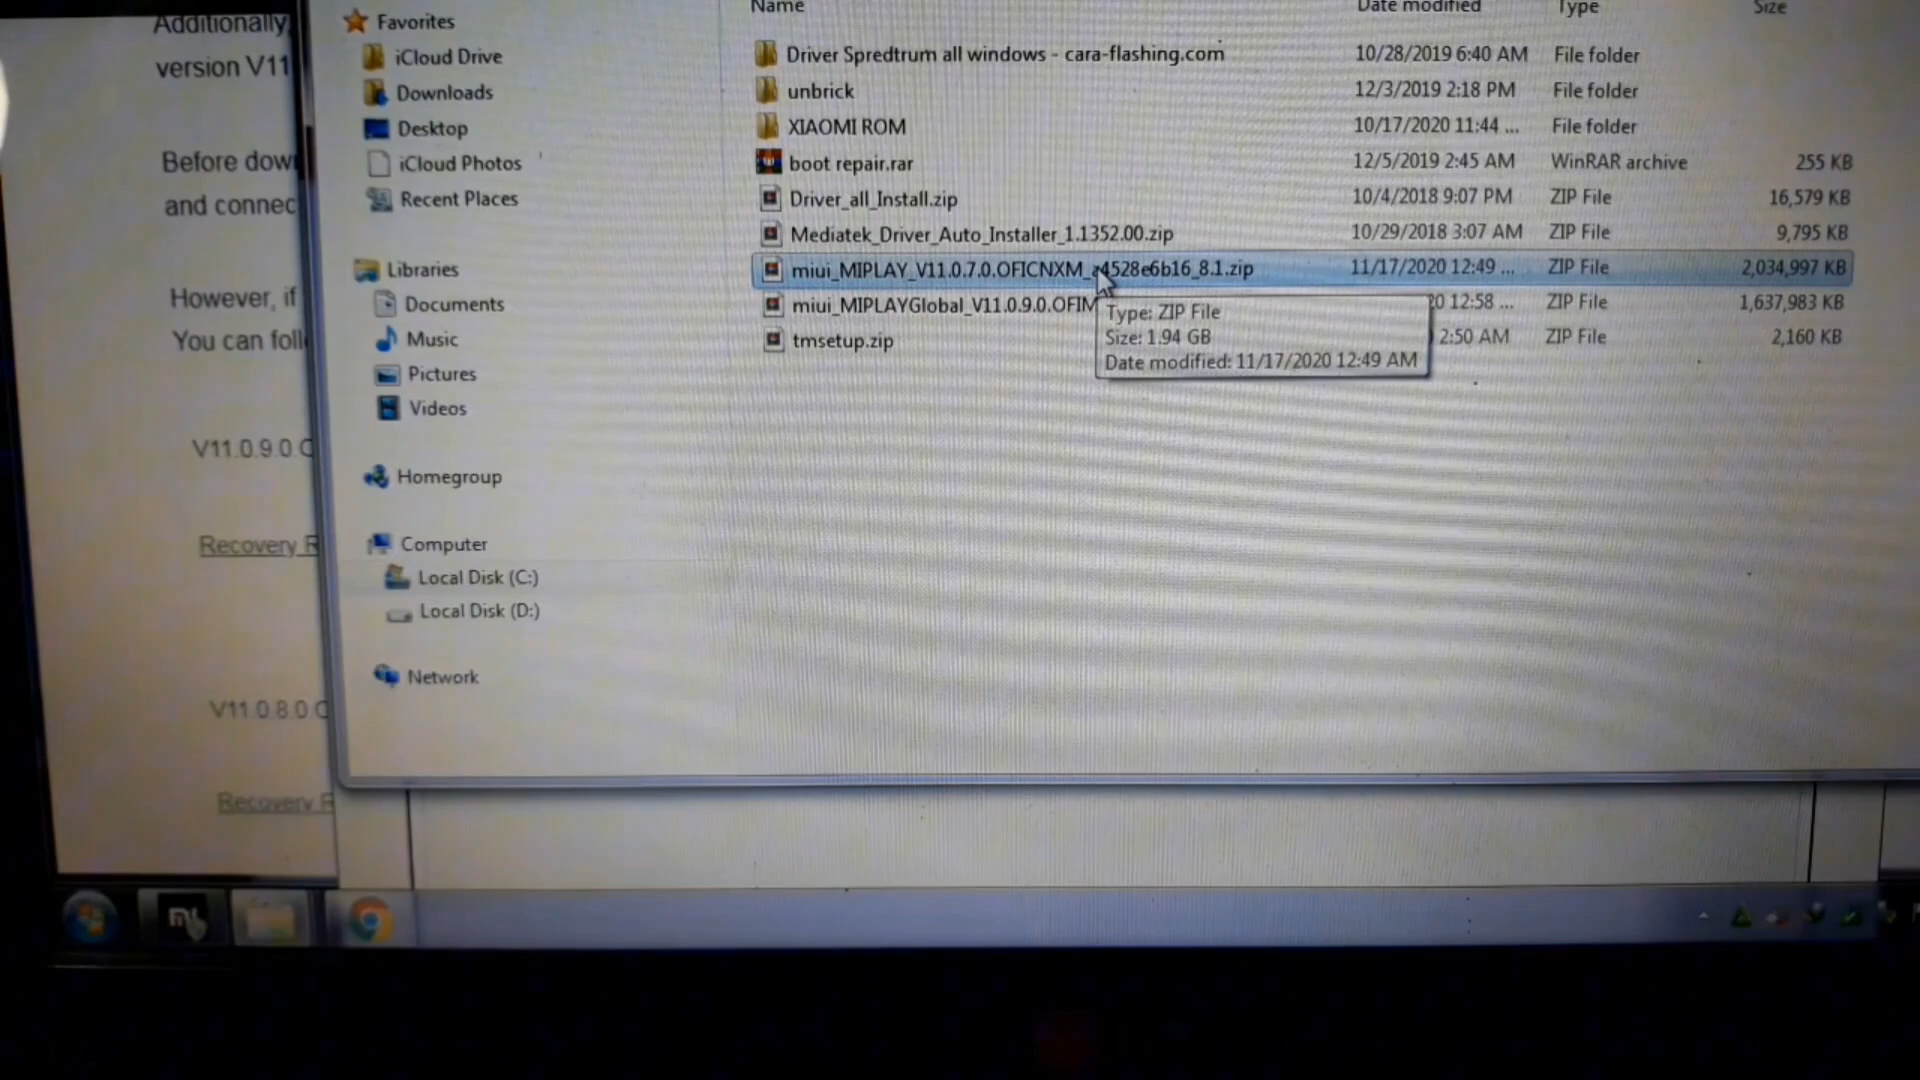 Additionally,
version V11
Before down
and connec
However, if
You can foll
V11.0.9.0.
Recovery R
V11.0.8.0.
Recovery R
Favorites
iCloud Drive
Downloads
Desktop
iCloud Photos
Recent Places
Libraries
Documents
Music
Pictures
Videos
Homegroup
Computer
Local Disk (C:)
Local Disk (D:)
Network
Name Date modified Type Size
Driver Spredtrum all windows - cara-flashing.com 10/28/2019 6:40 AM File folder
unbrick 12/3/2019 2:18 PM File folder
XIAOMI ROM 10/17/2020 11:44 ... File folder
boot repair.rar 12/5/2019 2:45 AM WinRAR archive 255 KB
Driver_all_Install.zip 10/4/2018 9:07 PM ZIP File 16,579 KB
Mediatek_Driver_Auto_Installer_1.1352.00.zip 10/29/2018 3:07 AM ZIP File 9,795 KB
miui_MIPLAY_V11.0.7.0.OFICNXM_a4528e6b16_8.1.zip 11/17/2020 12:49 ... ZIP File 2,034,997 KB
miui_MIPLAYGlobal_V11.0.9.0.OFIM 20 12:58 ... ZIP File 1,637,983 KB
tmsetup.zip 2:50 AM ZIP File 2,160 KB
Type: ZIP File
Size: 1.94 GB
Date modified: 11/17/2020 12:49 AM